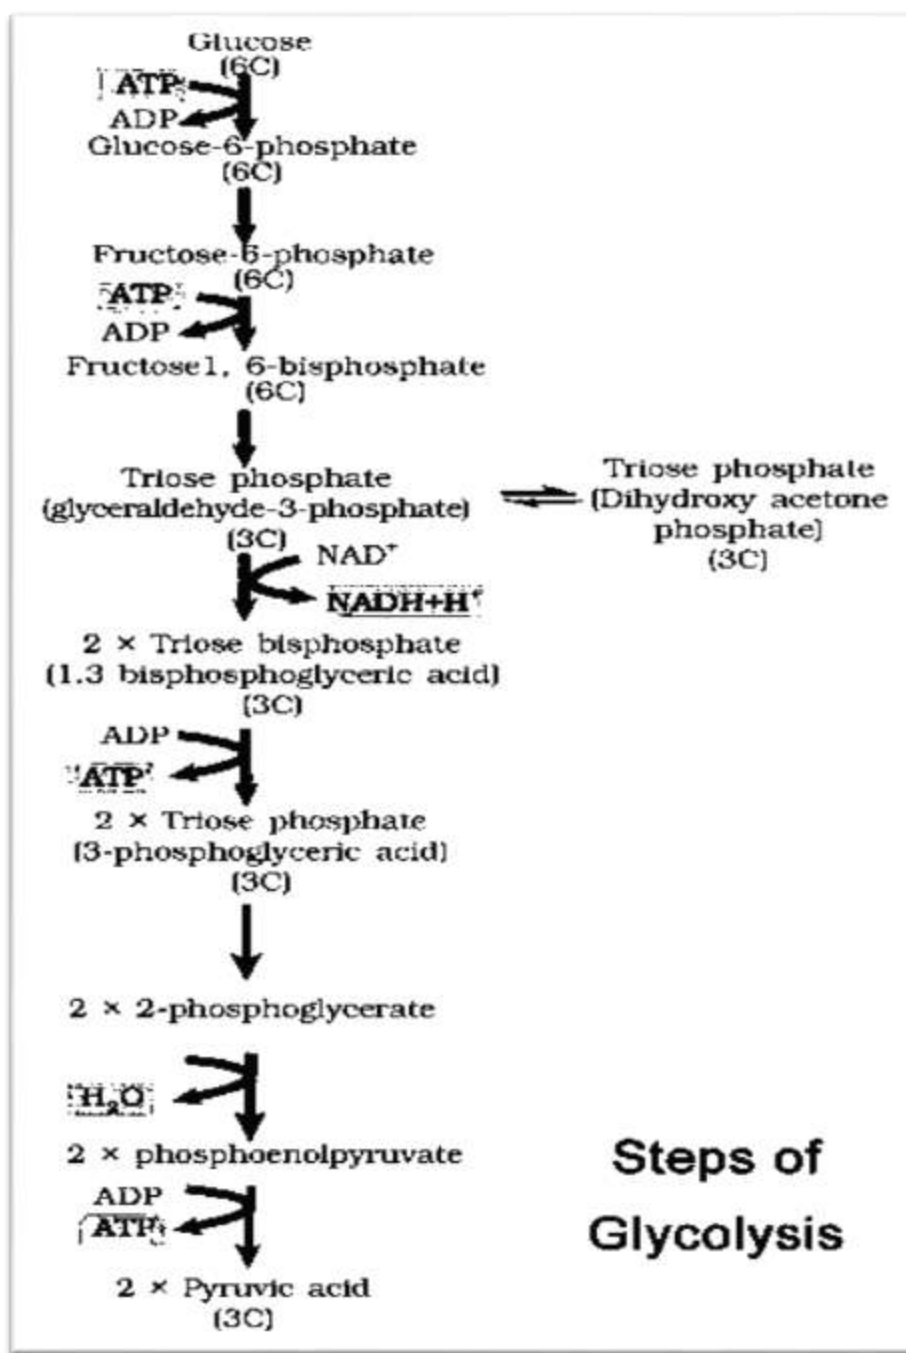 Glucose
(6C)
ATP
ADP
Glucose-6-phosphate
(6C)
Fructose-6-phosphate
(6C)
ATP
ADP
Fructose1, 6-bisphosphate
(6C)
Triose phosphate
(glyceraldehyde-3-phosphate)
(3C)
Triose phosphate
(Dihydroxy acetone
phosphate)
(3C)
NAD⁺
NADH+H⁺
2 × Triose bisphosphate
(1.3 bisphosphoglyceric acid)
(3C)
ADP
ATP
2 × Triose phosphate
(3-phosphoglyceric acid)
(3C)
2 × 2-phosphoglycerate
H₂O
2 × phosphoenolpyruvate
ADP
ATP
2 × Pyruvic acid
(3C)
Steps of
Glycolysis